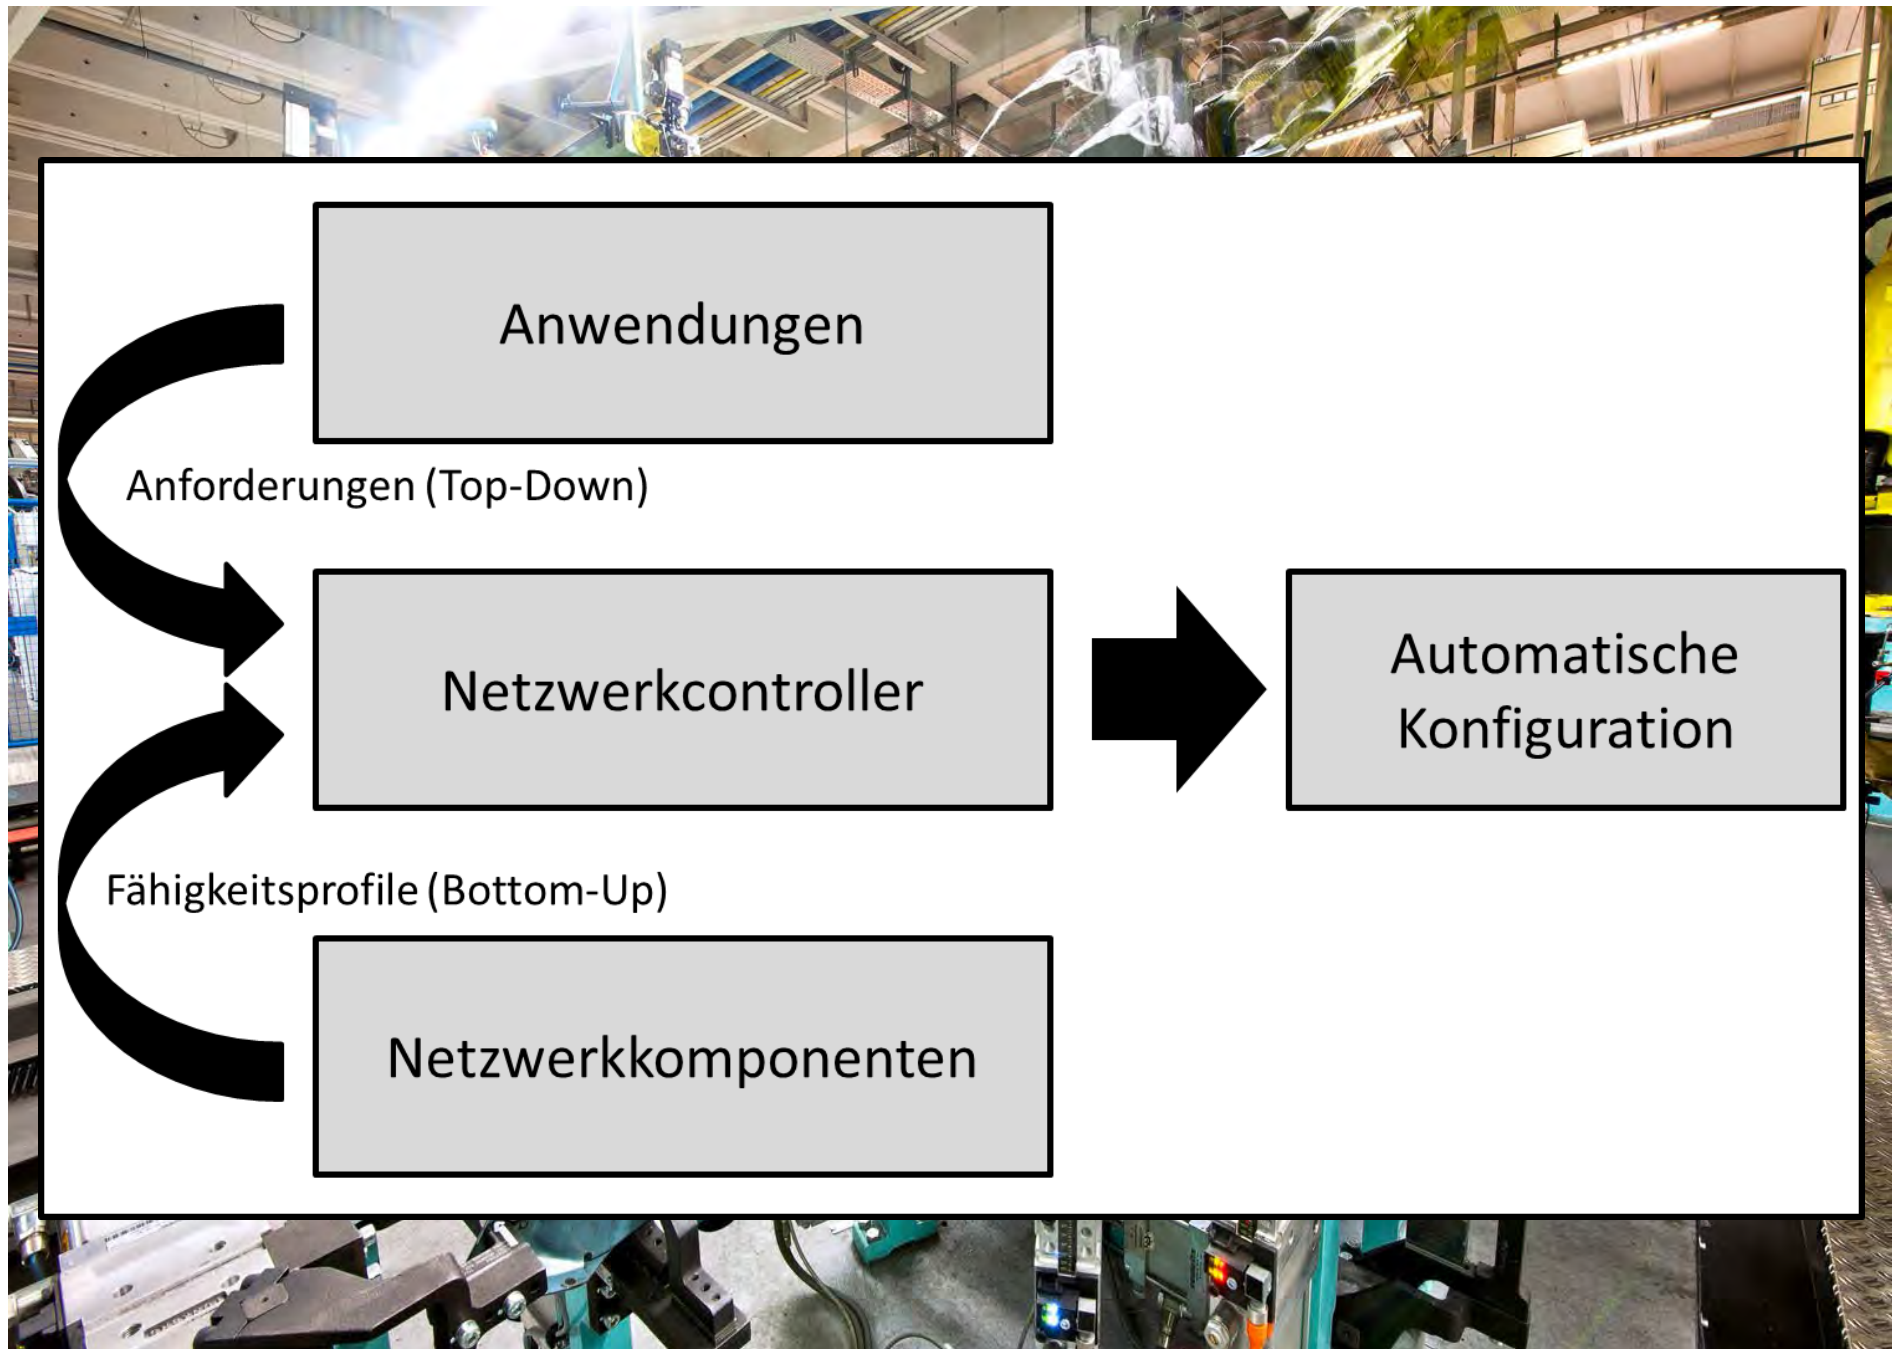 Anwendungen
Anforderungen (Top-Down)
Netzwerkcontroller
Automatische
Konfiguration
Fähigkeitsprofile (Bottom-Up)
Netzwerkkomponenten